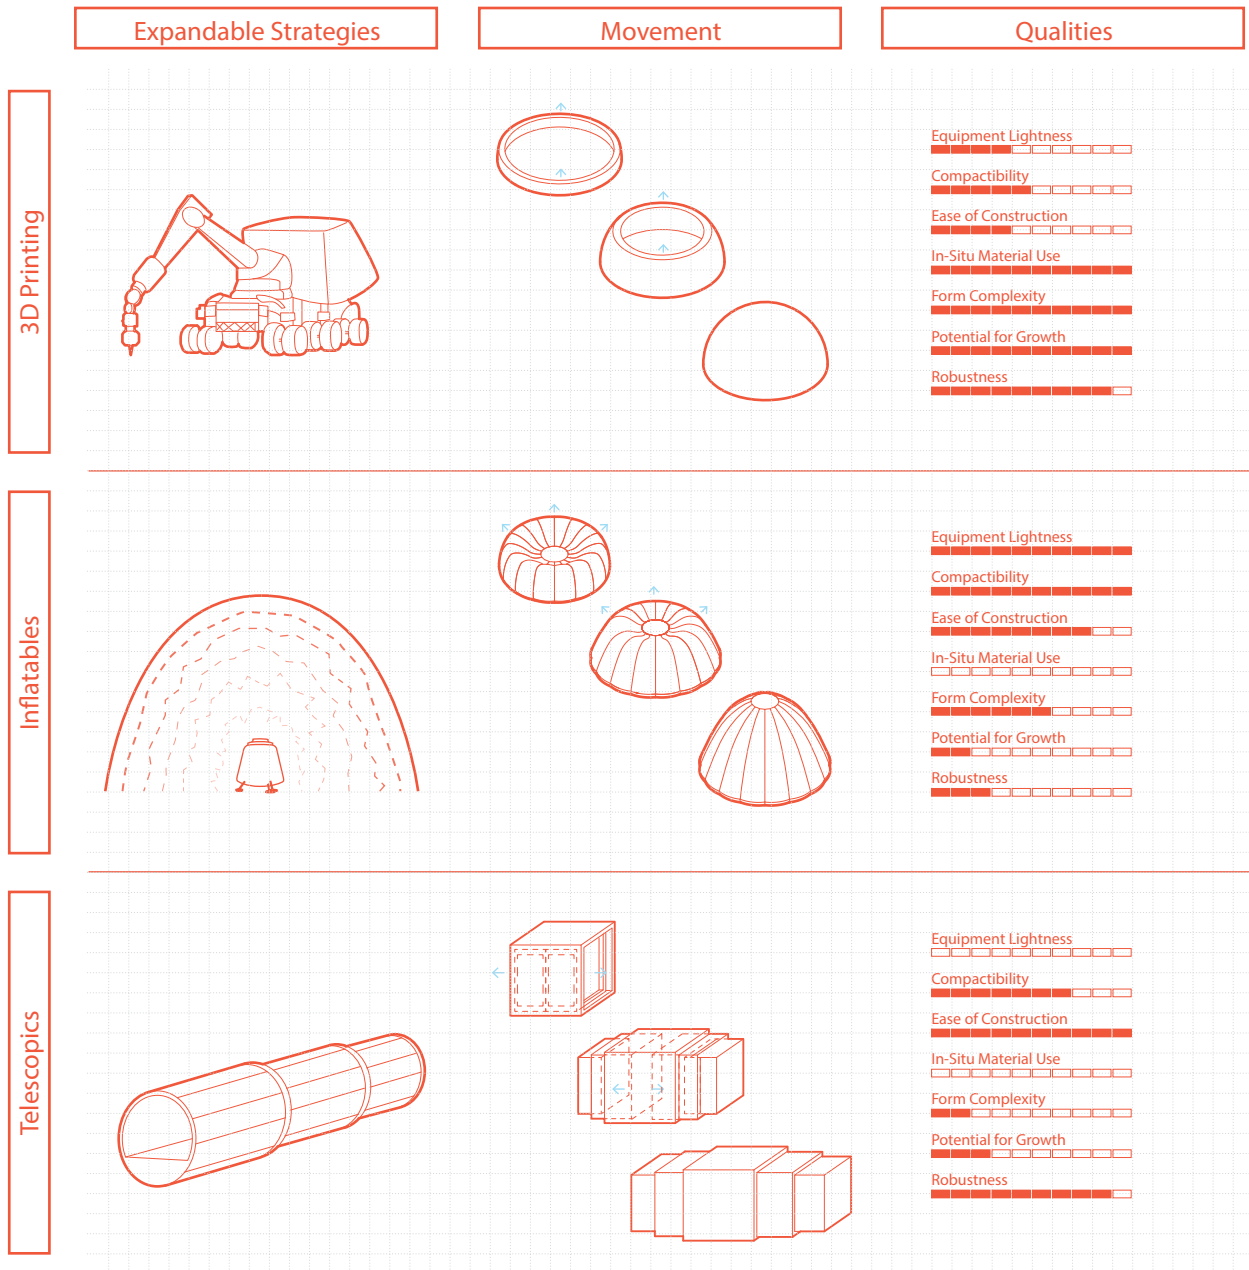 Expandable Strategies
Movement
Qualities
3D Printing
Equipment Lightness
Compactibility
Ease of Construction
In-Situ Material Use
Form Complexity
Potential for Growth
Robustness
Inflatables
Equipment Lightness
Compactibility
Ease of Construction
In-Situ Material Use
Form Complexity
Potential for Growth
Robustness
Telescopics
Equipment Lightness
Compactibility
Ease of Construction
In-Situ Material Use
Form Complexity
Potential for Growth
Robustness